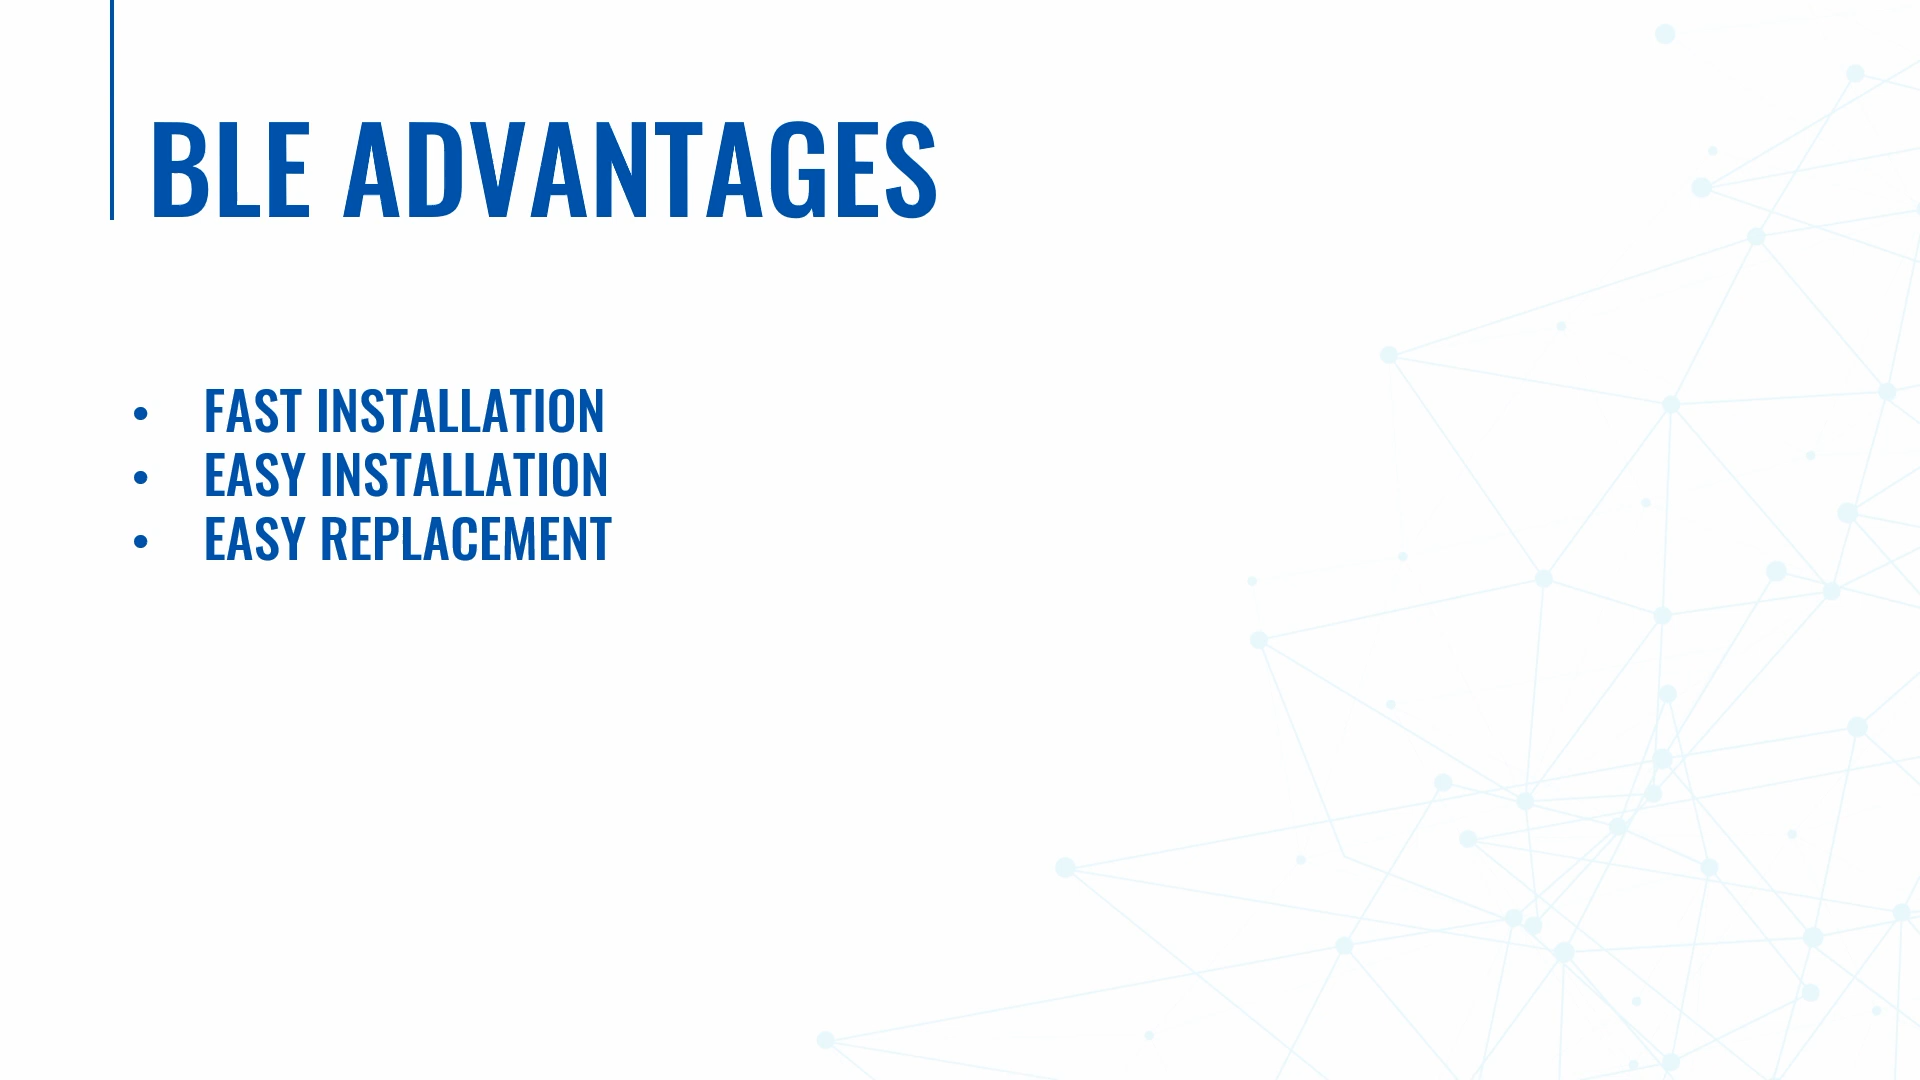 BLE ADVANTAGES
• FAST INSTALLATION
• EASY INSTALLATION
• EASY REPLACEMENT